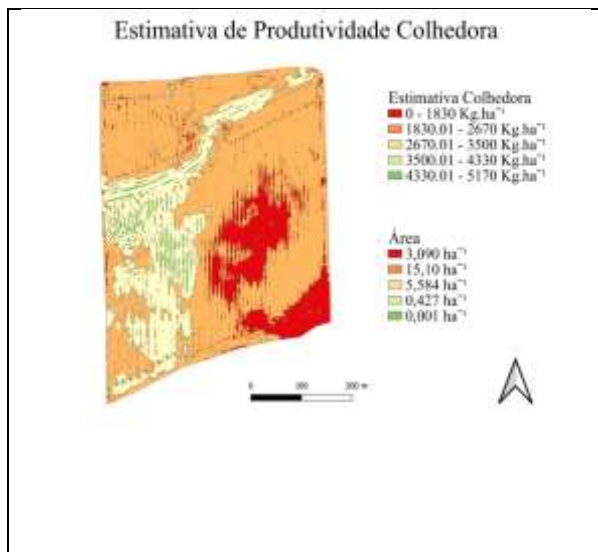 Estimativa de Produtividade Colhedora
Estimativa Colhedora
0 - 1830 Kg.ha⁻¹
1830.01 - 2670 Kg.ha⁻¹
2670.01 - 3500 Kg.ha⁻¹
3500.01 - 4330 Kg.ha⁻¹
4330.01 - 5170 Kg.ha⁻¹
Área
3,090 ha⁻¹
15,10 ha⁻¹
5,584 ha⁻¹
0,427 ha⁻¹
0,001 ha⁻¹
0 100 200 m